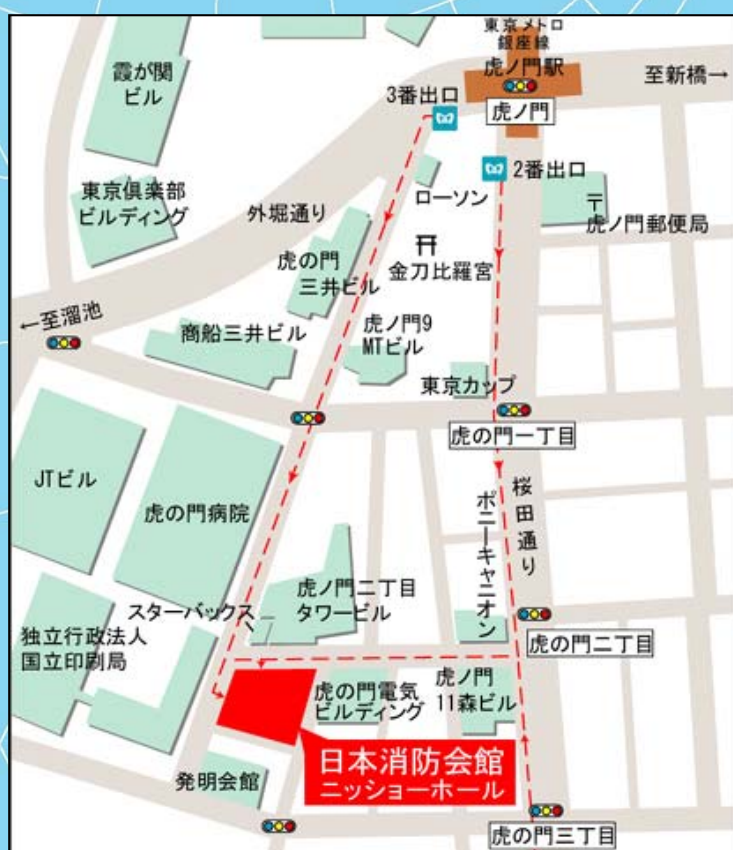 東京メトロ
銀座線
虎ノ門駅
至新橋→
虎ノ門
霞が関
ビル
3番出口
2番出口
東京倶楽部
ビルディング
ローソン
〒
虎ノ門郵便局
外堀通り
虎の門
三井ビル
金刀比羅宮
←至溜池
商船三井ビル
虎ノ門9
MTビル
東京カップ
虎の門一丁目
JTビル
虎の門病院
桜田通り
ポニーキャニオン
虎ノ門二丁目
タワービル
スターバックス
独立行政法人
国立印刷局
虎の門二丁目
虎の門電気
ビルディング
虎ノ門
11森ビル
日本消防会館
ニッショーホール
発明会館
虎の門三丁目